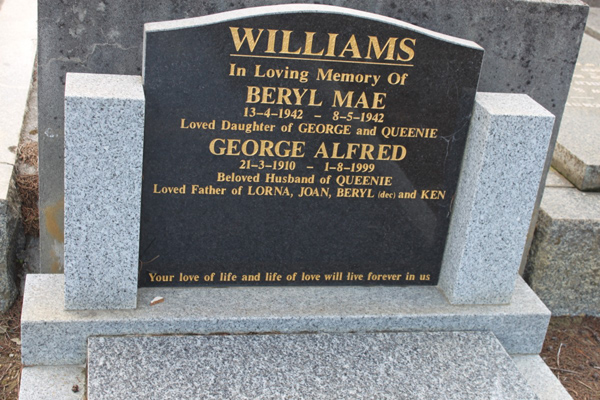 WILLIAMS
In Loving Memory Of
BERYL MAE
13-4-1942 - 8-5-1942
Loved Daughter of GEORGE and QUEENIE
GEORGE ALFRED
21-3-1910 - 1-8-1999
Beloved Husband of QUEENIE
Loved Father of LORNA, JOAN, BERYL (dec) and KEN
Your love of life and life of love will live forever in us